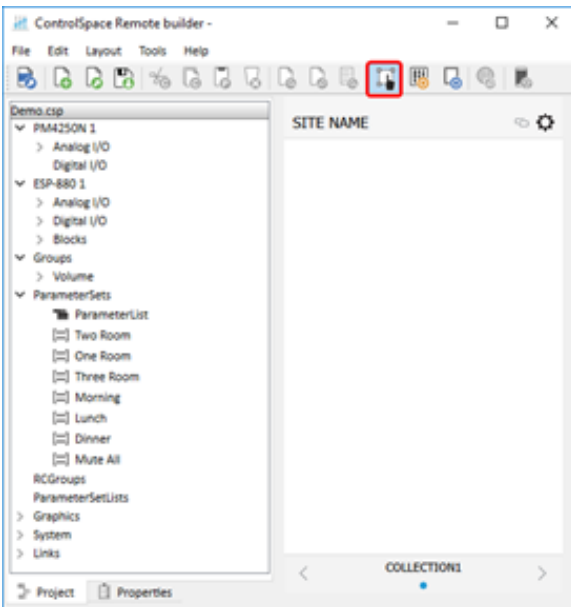 ControlSpace Remote builder -
File Edit Layout Tools Help
Demo.csp
PM4250N 1
Analog I/O
Digital I/O
ESP-880 1
Analog I/O
Digital I/O
Blocks
Groups
Volume
ParameterSets
ParameterList
Two Room
One Room
Three Room
Morning
Lunch
Dinner
Mute All
RCGroups
ParameterSetLists
Graphics
System
Links
Project Properties
SITE NAME
COLLECTION1